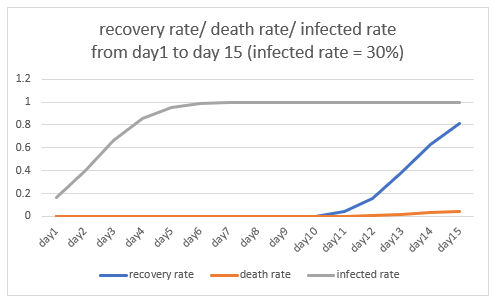 recovery rate/ death rate/ infected rate
from day1 to day 15 (infected rate = 30%)
1.2
1
0.8
0.6
0.4
0.2
0
day1 day2 day3 day4 day5 day6 day7 day8 day9 day10 day11 day12 day13 day14 day15
recovery rate death rate infected rate